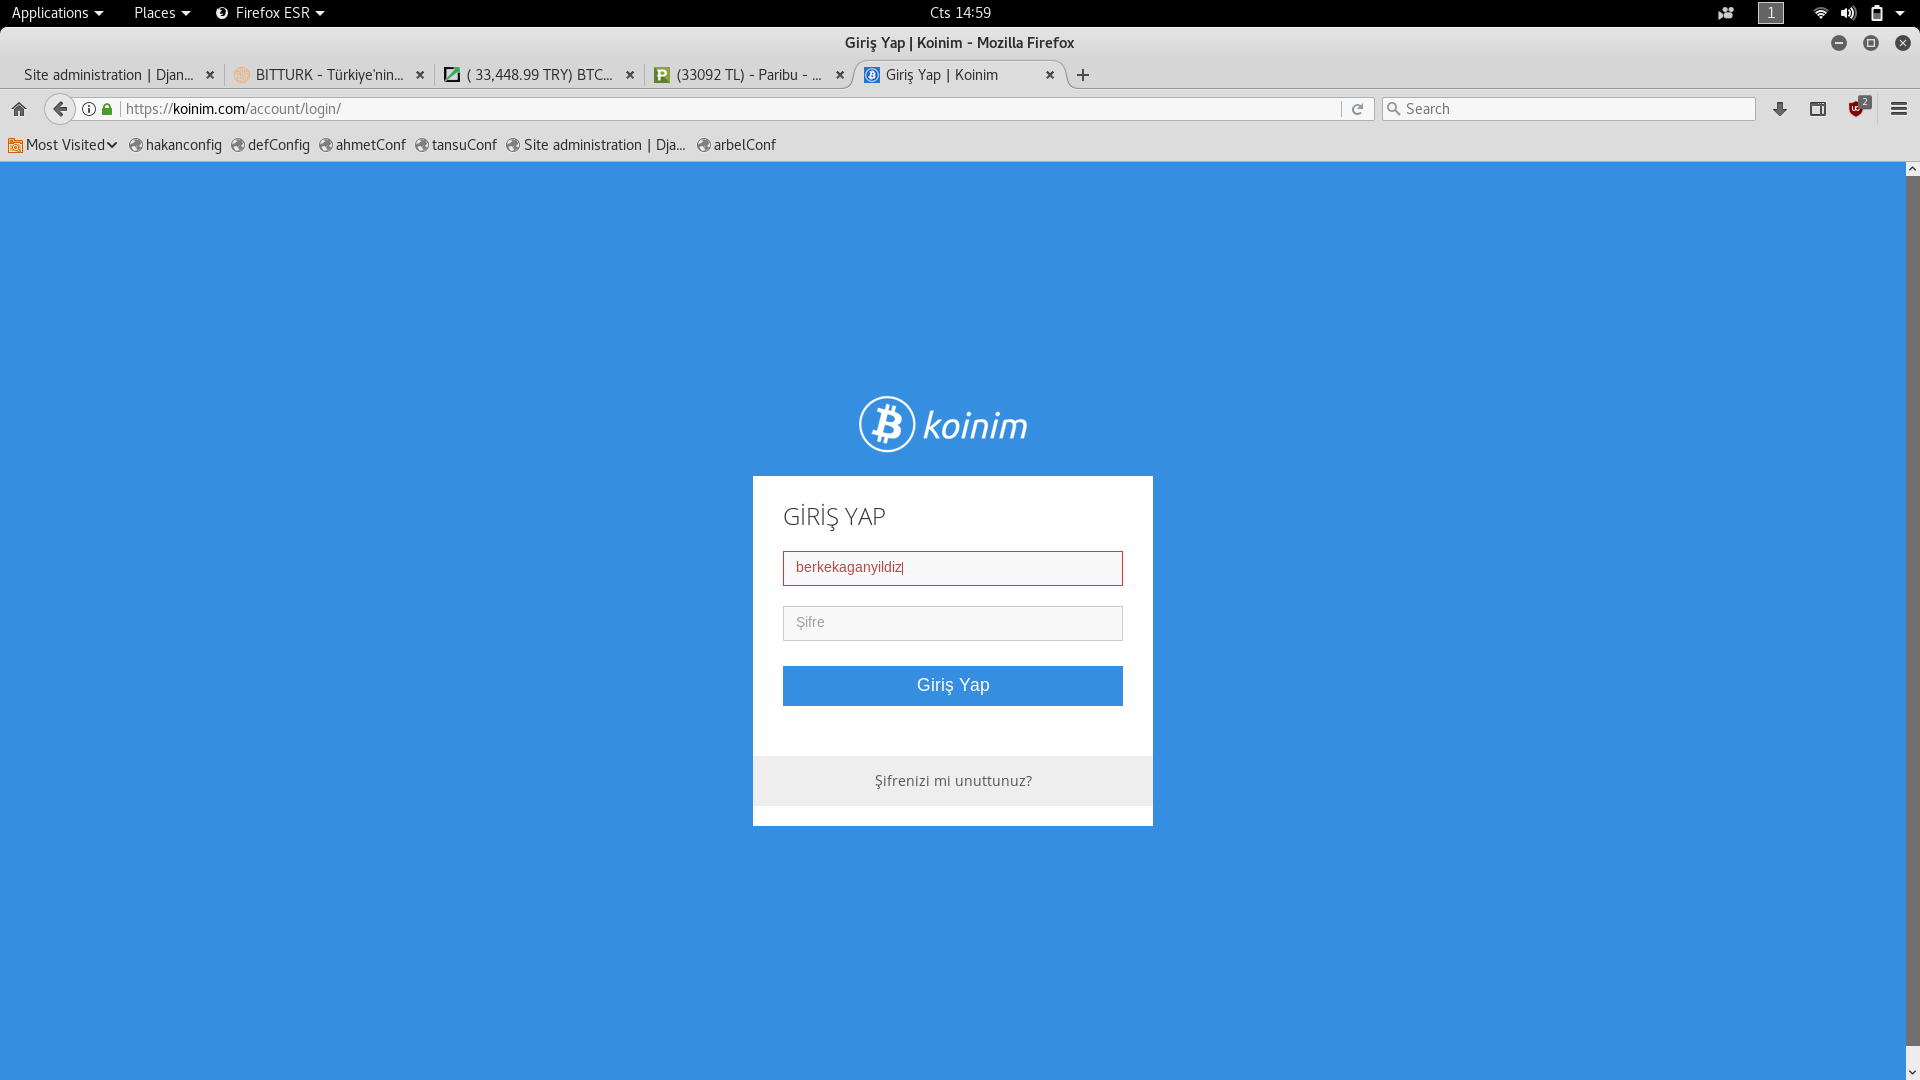 Applications Places Firefox ESR Cts 14:59 1
Giriş Yap | Koinim - Mozilla Firefox
Site administration | Djan... BITTURK - Türkiye'nin... ( 33,448.99 TRY) BTC... (33092 TL) - Paribu - ... Giriş Yap | Koinim
https://koinim.com/account/login/ Search 2
Most Visited hakanconfig defConfig ahmetConf tansuConf Site administration | Dja... arbelConf
koinim
GİRİŞ YAP
berkekaganyildiz
Şifre
Giriş Yap
Şifrenizi mi unuttunuz?